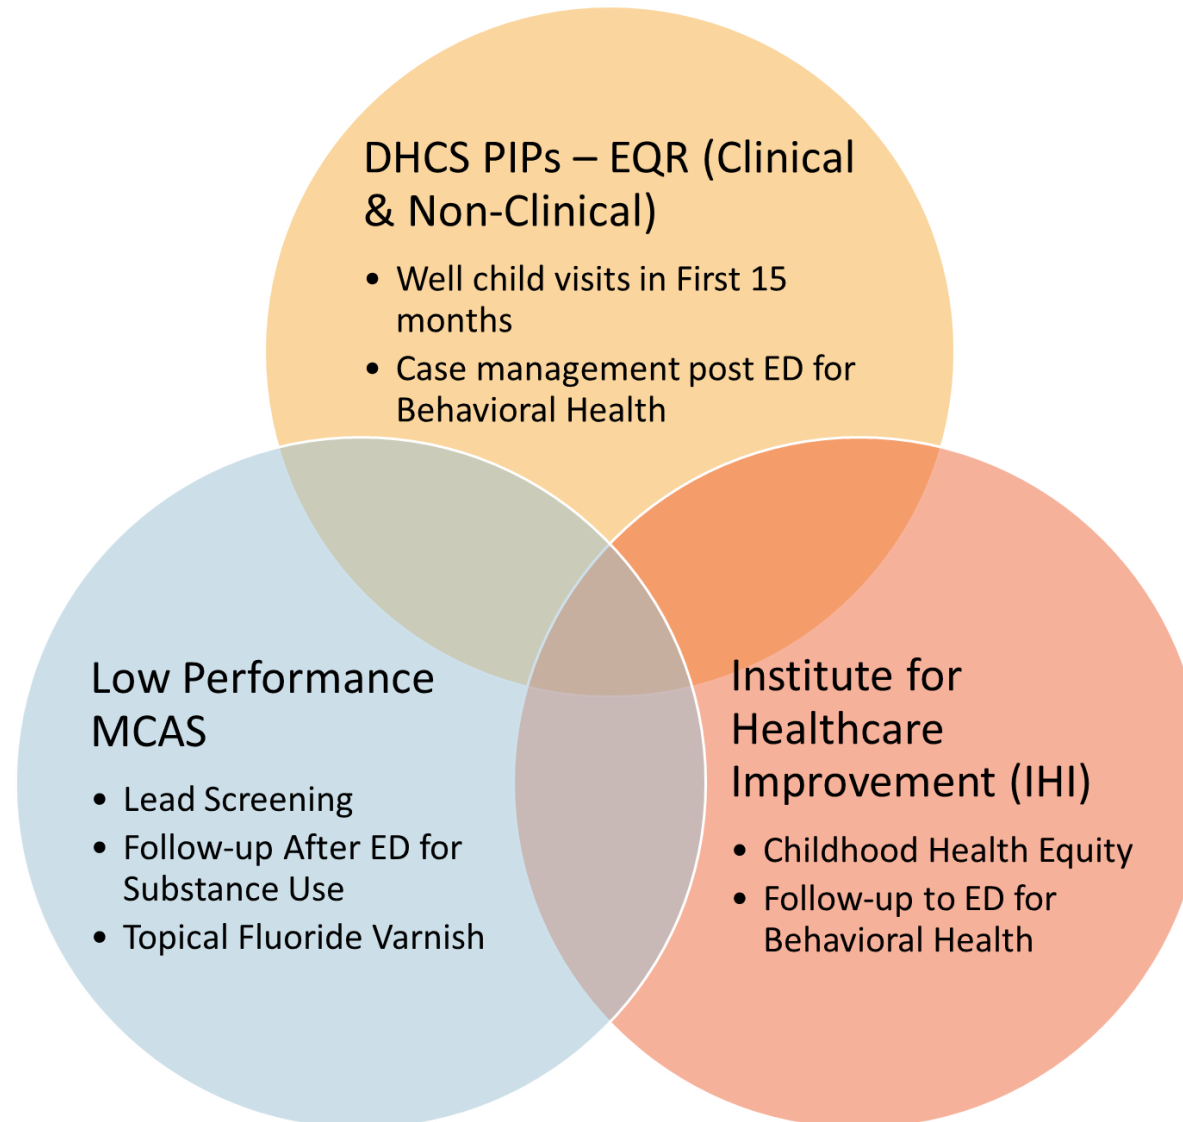 DHCS PIPs – EQR (Clinical
& Non-Clinical)
• Well child visits in First 15
months
• Case management post ED for
Behavioral Health
Low Performance
MCAS
• Lead Screening
• Follow-up After ED for
Substance Use
• Topical Fluoride Varnish
Institute for
Healthcare
Improvement (IHI)
• Childhood Health Equity
• Follow-up to ED for
Behavioral Health